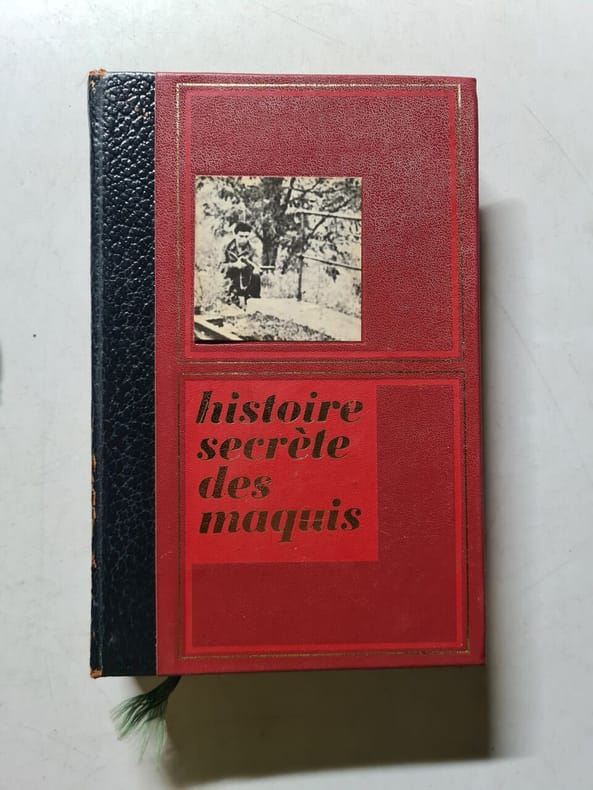 histoire
secrète
des
maquis